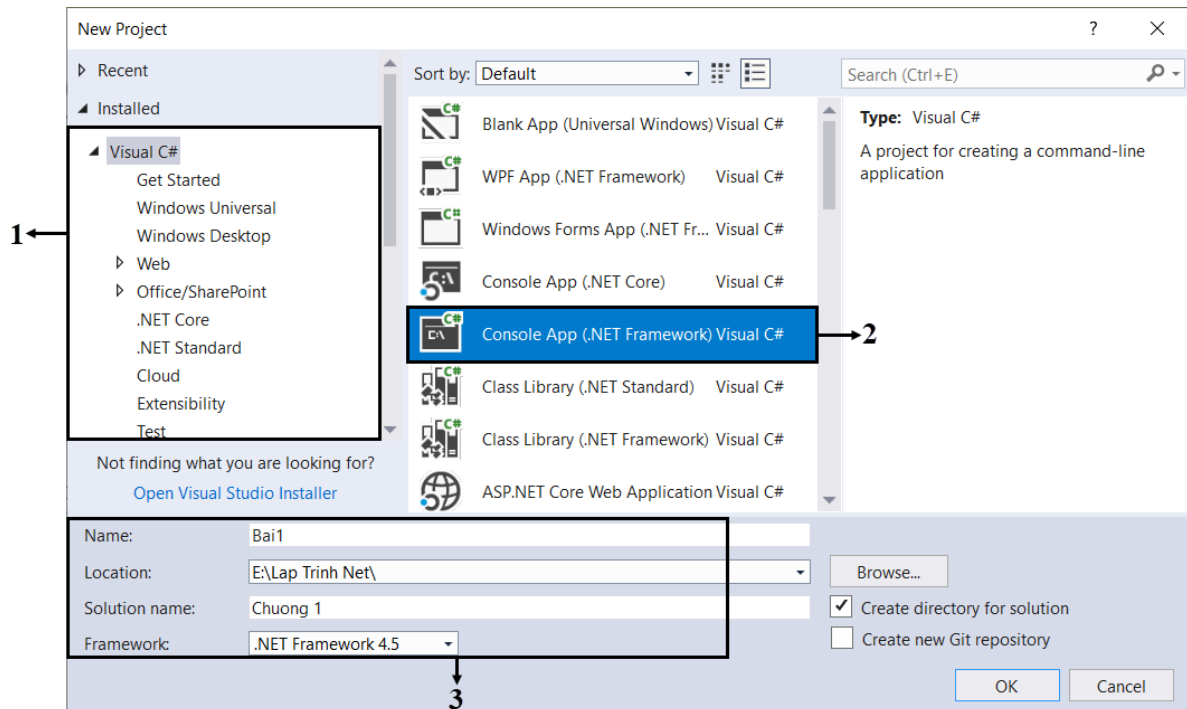 New Project
?
Recent
Installed
Visual C#
Get Started
Windows Universal
Windows Desktop
Web
Office/SharePoint
.NET Core
.NET Standard
Cloud
Extensibility
Test
1
Not finding what you are looking for?
Open Visual Studio Installer
Sort by: Default
Blank App (Universal Windows) Visual C#
WPF App (.NET Framework) Visual C#
Windows Forms App (.NET Fr... Visual C#
Console App (.NET Core) Visual C#
Console App (.NET Framework) Visual C#
2
Class Library (.NET Standard) Visual C#
Class Library (.NET Framework) Visual C#
ASP.NET Core Web Application Visual C#
Search (Ctrl+E)
Type: Visual C#
A project for creating a command-line
application
Name: Bai1
Location: E:\Lap Trinh Net\
Solution name: Chuong 1
Framework: .NET Framework 4.5
3
Browse...
Create directory for solution
Create new Git repository
OK
Cancel